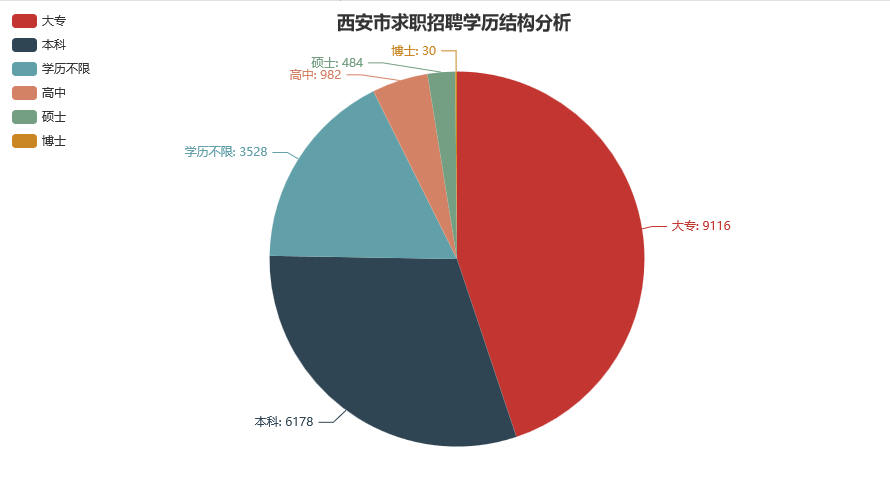 西安市求职招聘学历结构分析
大专
本科
学历不限
高中
硕士
博士
博士: 30
硕士: 484
高中: 982
学历不限: 3528
大专: 9116
本科: 6178